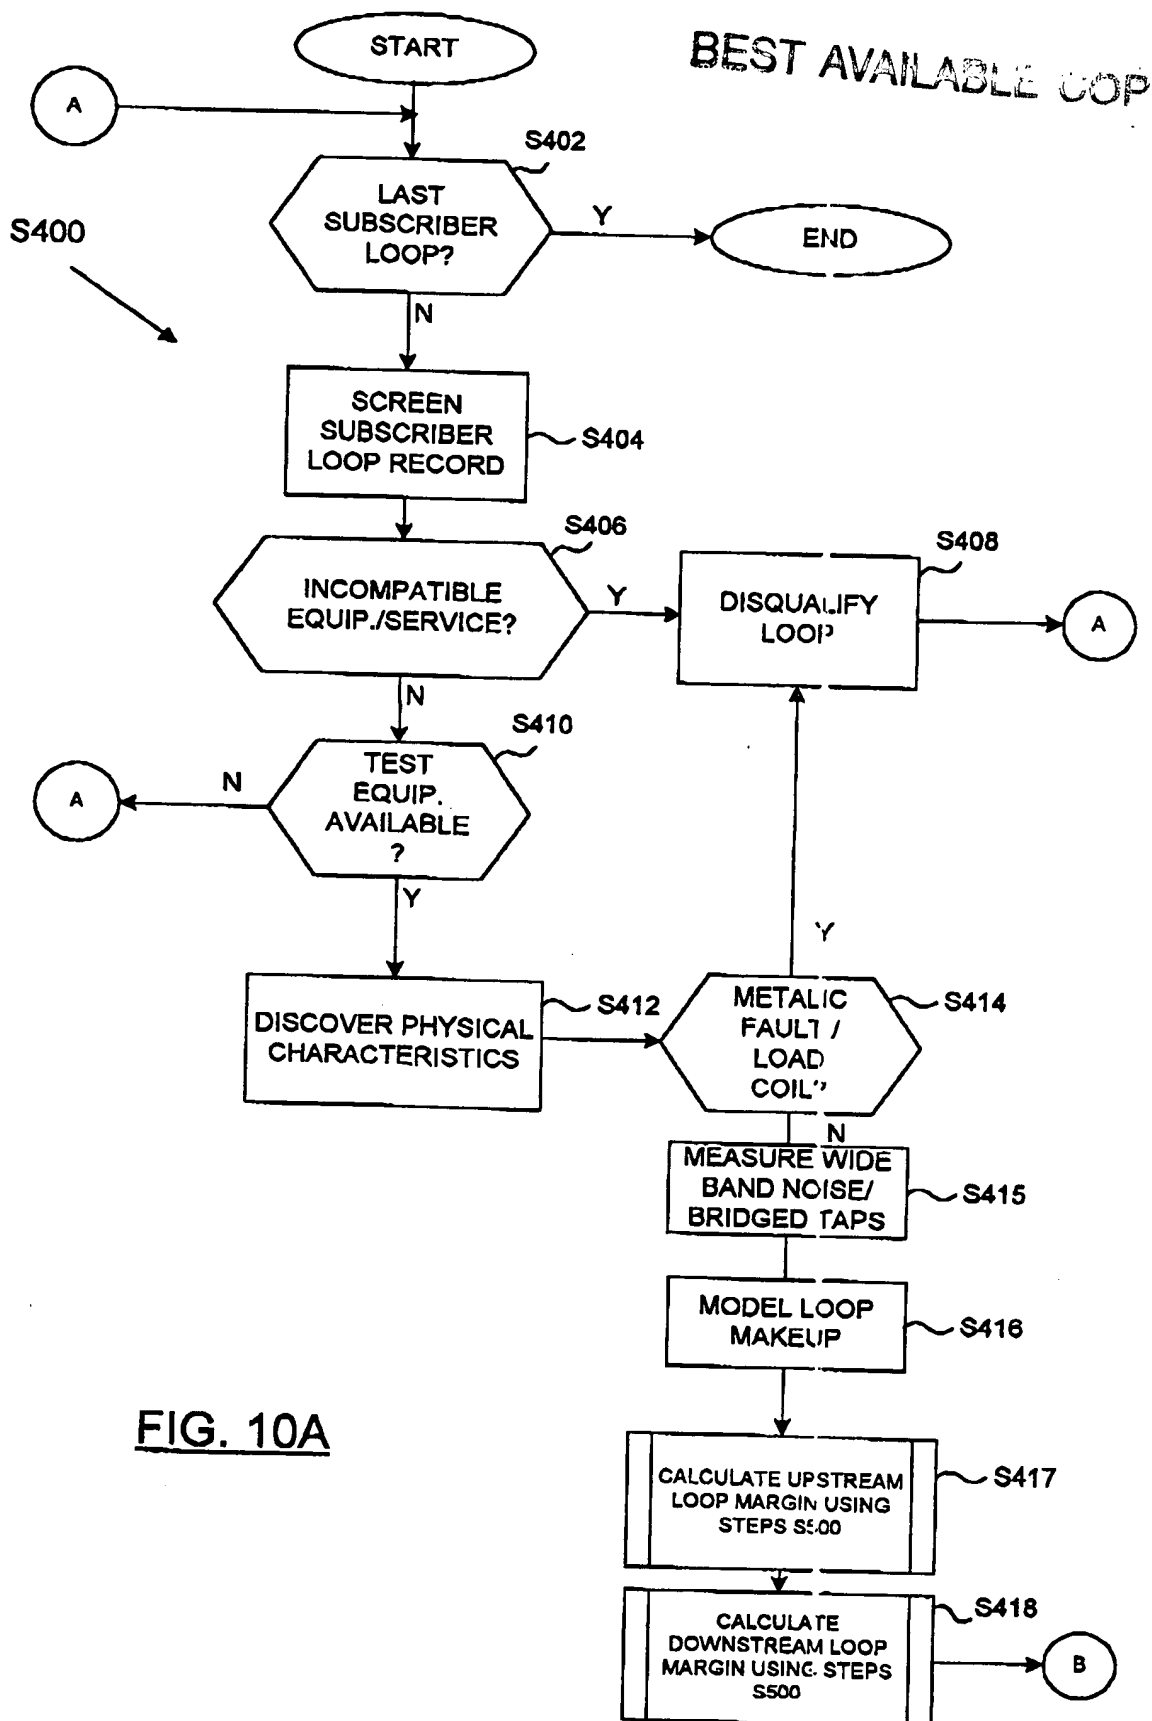 START
BEST AVAILABLE COP
A
S402
LAST
SUBSCRIBER
LOOP?
Y
END
S400
N
SCREEN
SUBSCRIBER
LOOP RECORD
S404
S406
INCOMPATIBLE
EQUIP./SERVICE?
Y
S408
DISQUALIFY
LOOP
A
N
S410
TEST
EQUIP.
AVAILABLE
?
N
A
Y
DISCOVER PHYSICAL
CHARACTERISTICS
S412
Y
METALIC
FAULT /
LOAD
COIL?
S414
N
MEASURE WIDE
BAND NOISE/
BRIDGED TAPS
S415
MODEL LOOP
MAKEUP
S416
FIG. 10A
CALCULATE UPSTREAM
LOOP MARGIN USING
STEPS S500
S417
CALCULATE
DOWNSTREAM LOOP
MARGIN USING STEPS
S500
S418
B